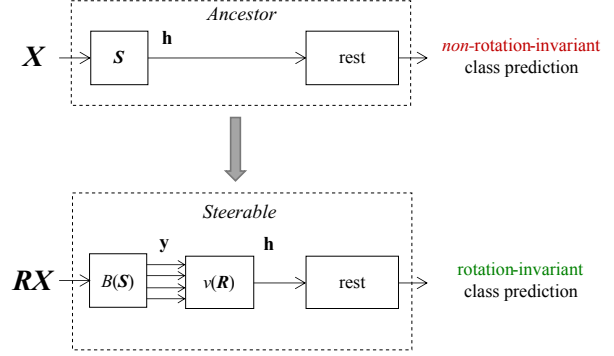 Ancestor
X
S
h
rest
non-rotation-invariant
class prediction
Steerable
RX
B(S)
y
v(R)
h
rest
rotation-invariant
class prediction